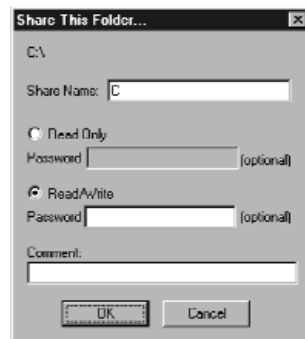 Share This Folder...
C:\
Share Name: C
Read Only
Password (optional)
Read/Write
Password (optional)
Comment:
OK Cancel